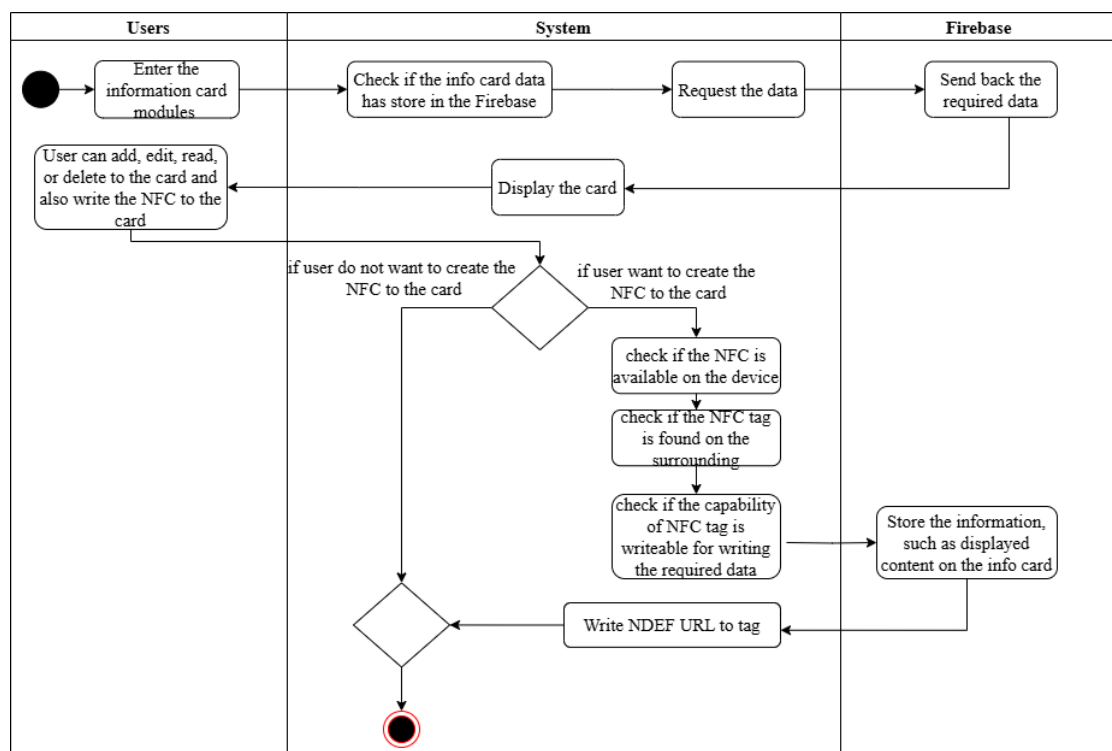 Users
System
Firebase
Enter the
information card
modules
Check if the info card data
has store in the Firebase
Request the data
Send back the
required data
User can add, edit, read,
or delete to the card and
also write the NFC to the
card
Display the card
if user do not want to create the
NFC to the card
if user want to create the
NFC to the card
check if the NFC is
available on the device
check if the NFC tag
is found on the
surrounding
check if the capability
of NFC tag is
writeable for writing
the required data
Store the information,
such as displayed
content on the info card
Write NDEF URL to tag